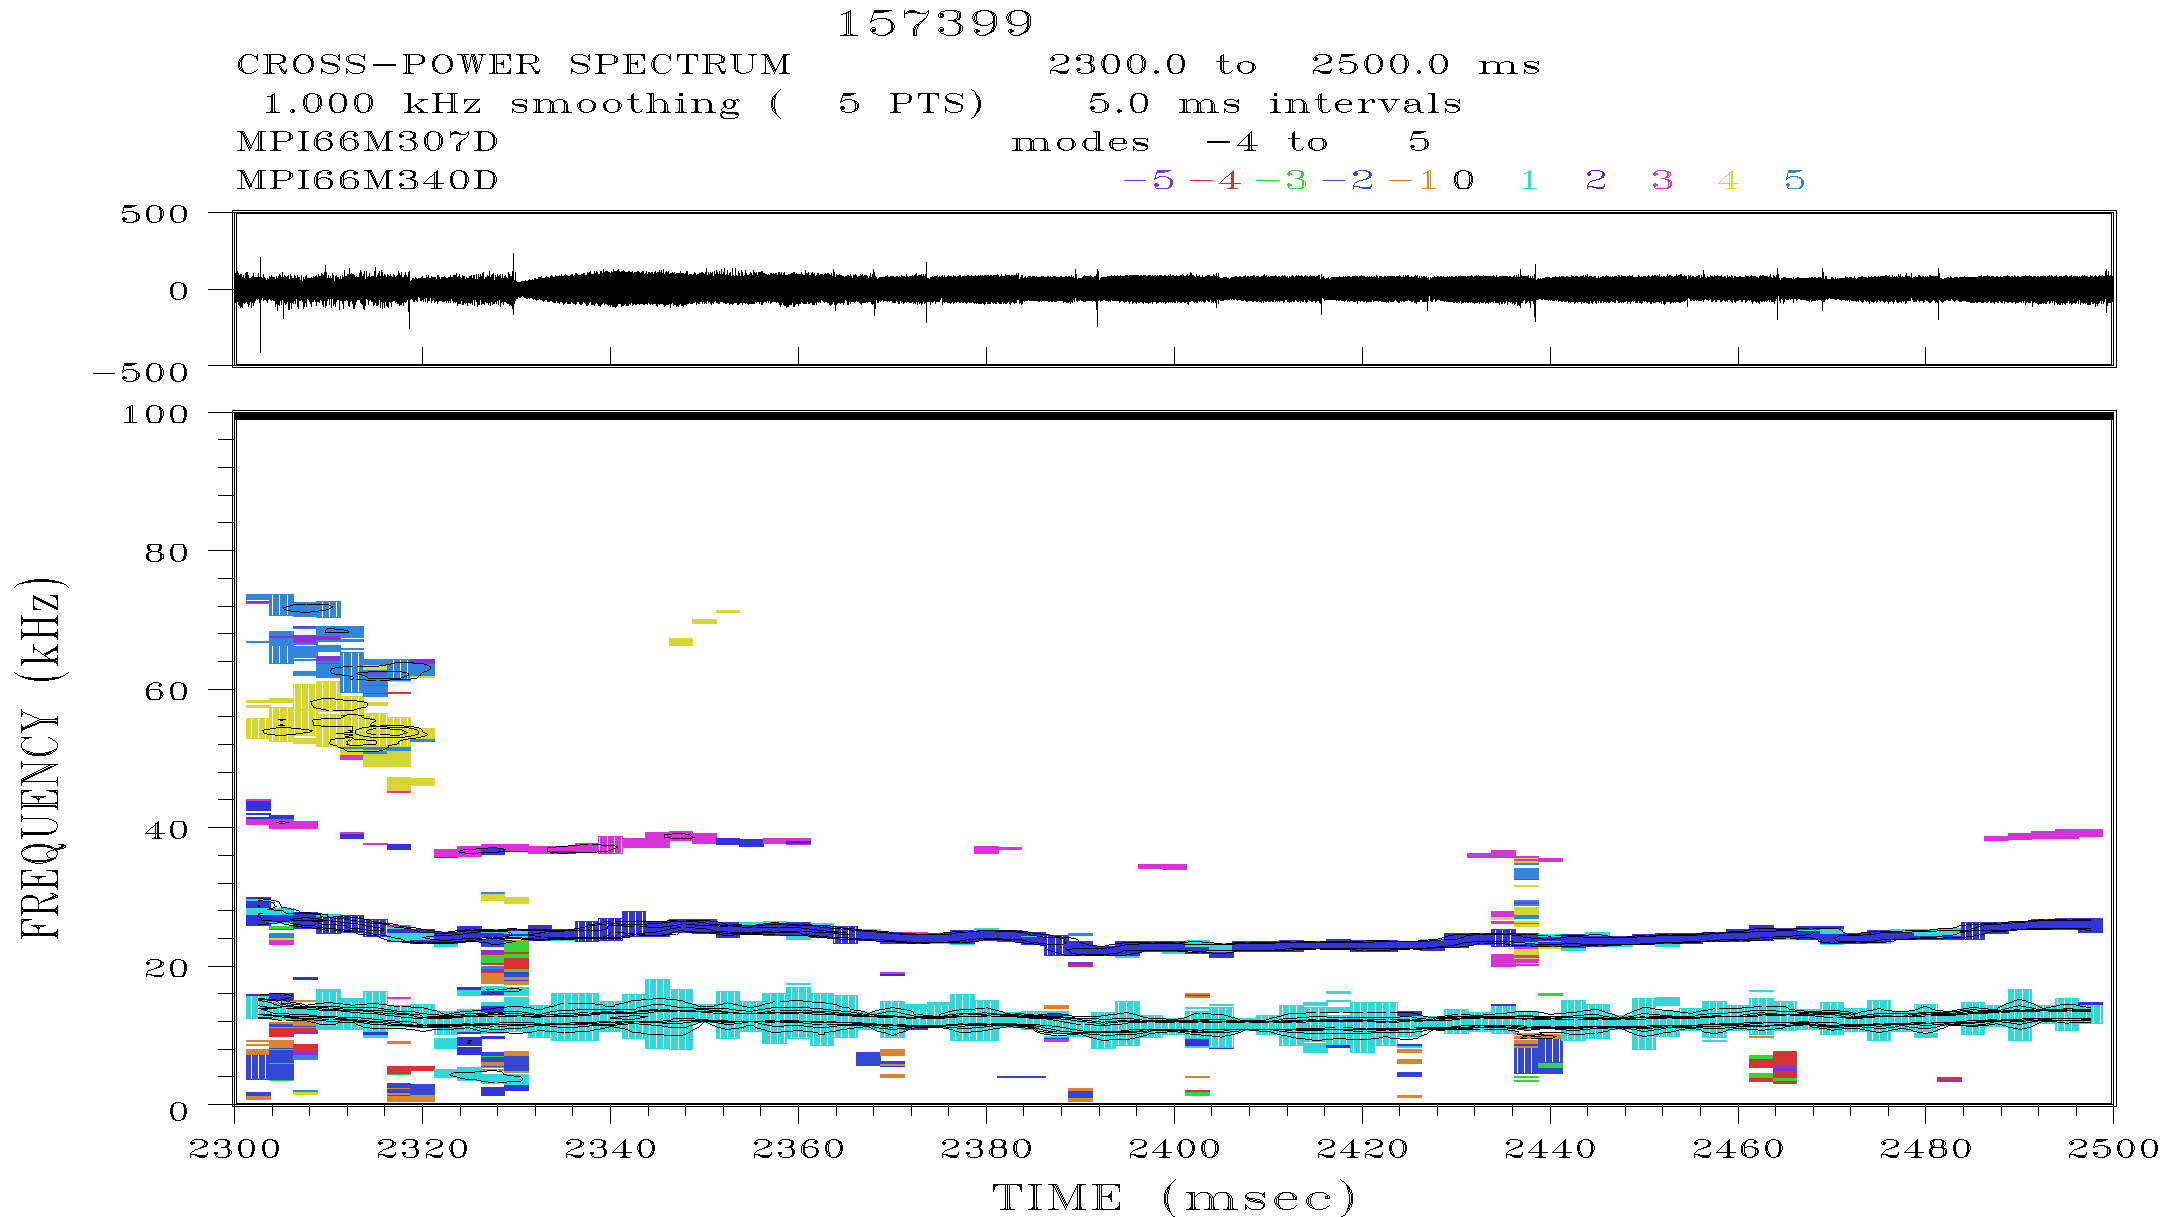 157399
CROSS-POWER SPECTRUM 2300.0 to 2500.0 ms
1.000 kHz smoothing ( 5 PTS) 5.0 ms intervals
MPI66M307D modes -4 to 5
MPI66M340D -5 -4 -3 -2 -1 0 1 2 3 4 5
500
0
-500
100
80
60
40
20
0
FREQUENCY (kHz)
2300 2320 2340 2360 2380 2400 2420 2440 2460 2480 2500
TIME (msec)